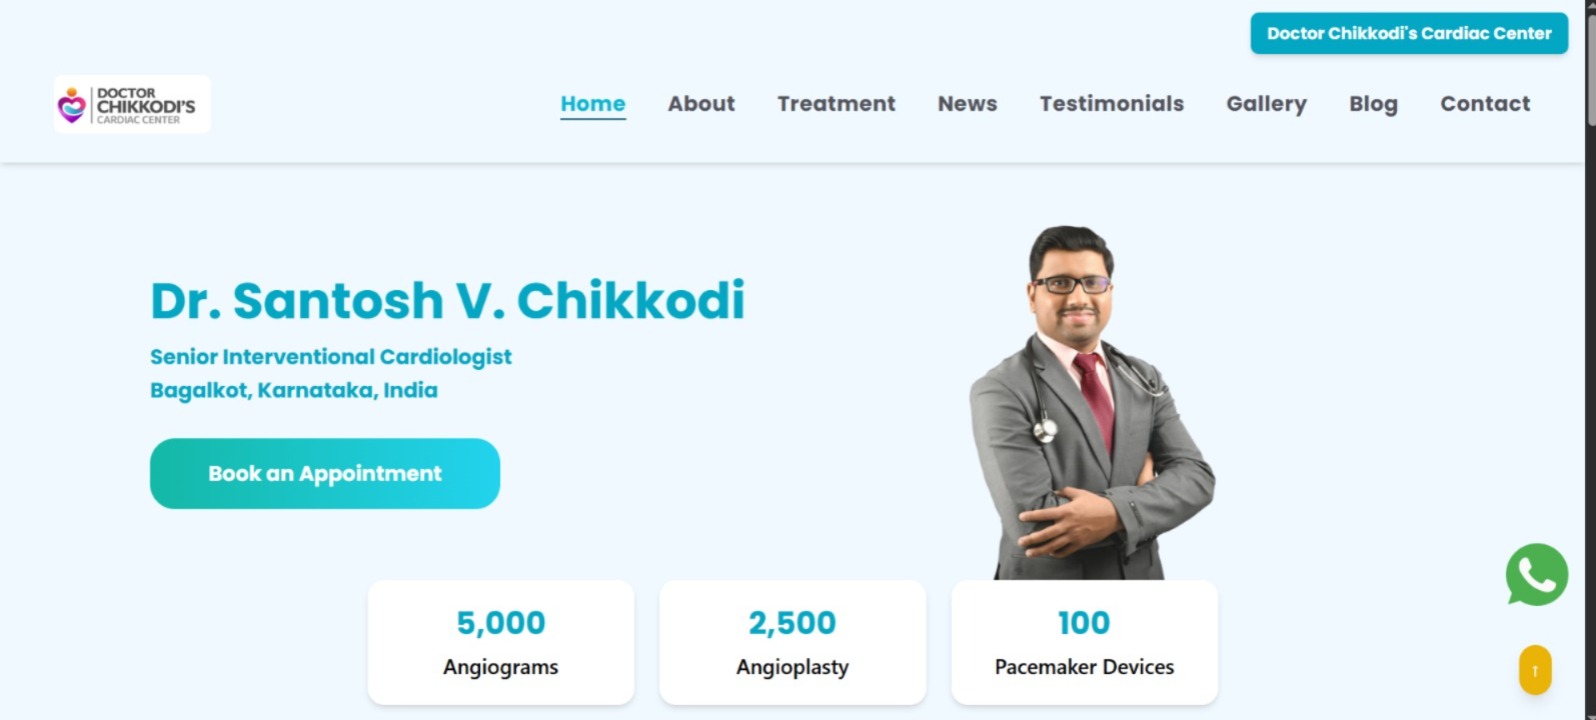 Doctor Chikkodi's Cardiac Center
DOCTOR
CHIKKODI'S
CARDIAC CENTER
Home About Treatment News Testimonials Gallery Blog Contact
Dr. Santosh V. Chikkodi
Senior Interventional Cardiologist
Bagalkot, Karnataka, India
Book an Appointment
5,000 2,500 100
Angiograms Angioplasty Pacemaker Devices
↑